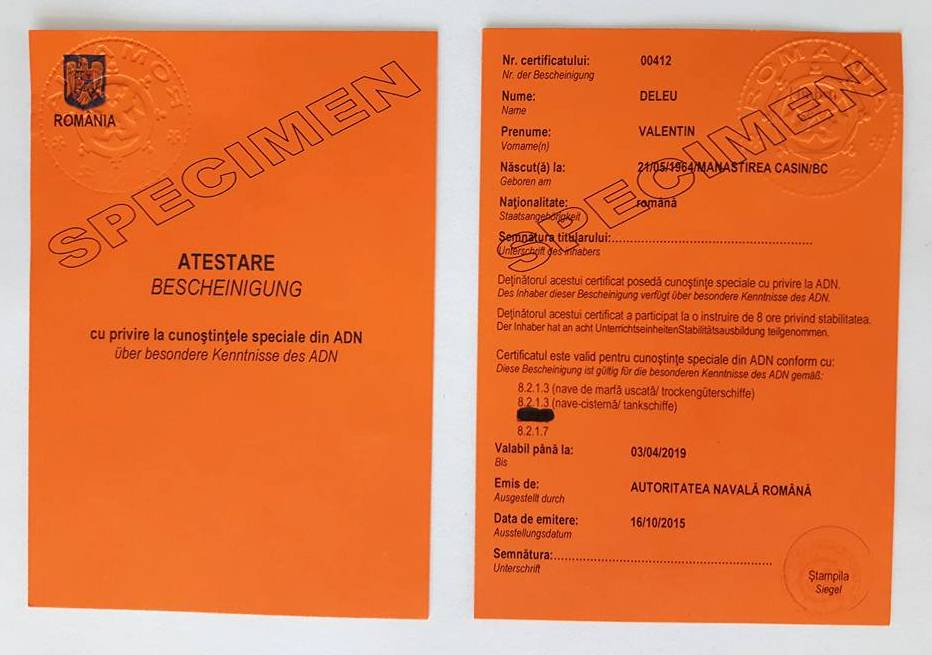 ROMÂNIA
SPECIMEN
ATESTARE
BESCHEINIGUNG
cu privire la cunoştinţele speciale din ADN
über besondere Kenntnisse des ADN
SPECIMEN
Nr. certificatului: 00412
Nr. der Bescheinigung
Nume: DELEU
Name
Prenume: VALENTIN
Vorname(n)
Născut(ă) la: 21/05/1964/MANASTIREA CASIN/BC
Geboren am
Naţionalitate: română
Staatsangehörigkeit
Semnătura titularului:
Unterschrift des inhabers
Deţinătorul acestui certificat posedă cunoştinţe speciale cu privire la ADN.
Des Inhaber dieser Bescheinigung verfügt über besondere Kenntnisse des ADN.
Deţinătorul acestui certificat a participat la o instruire de 8 ore privind stabilitatea.
Der Inhaber hat an acht UnterrichtseinheitenStabilitätsausbildung teilgenommen.
Certificatul este valid pentru cunoştinţe speciale din ADN conform cu:
Diese Bescheinigung ist gültig für die besonderen Kenntnisse des ADN gemäß:
8.2.1.3 (nave de marfă uscată/ trockengüterschiffe)
8.2.1.3 (nave-cisternă/ tankschiffe)
8.2.1.7
Valabil până la: 03/04/2019
Bis
Emis de: AUTORITATEA NAVALĂ ROMÂNĂ
Ausgestellt durch
Data de emitere: 16/10/2015
Ausstellungsdatum
Semnătura:
Unterschrift
Ştampila
Siegel